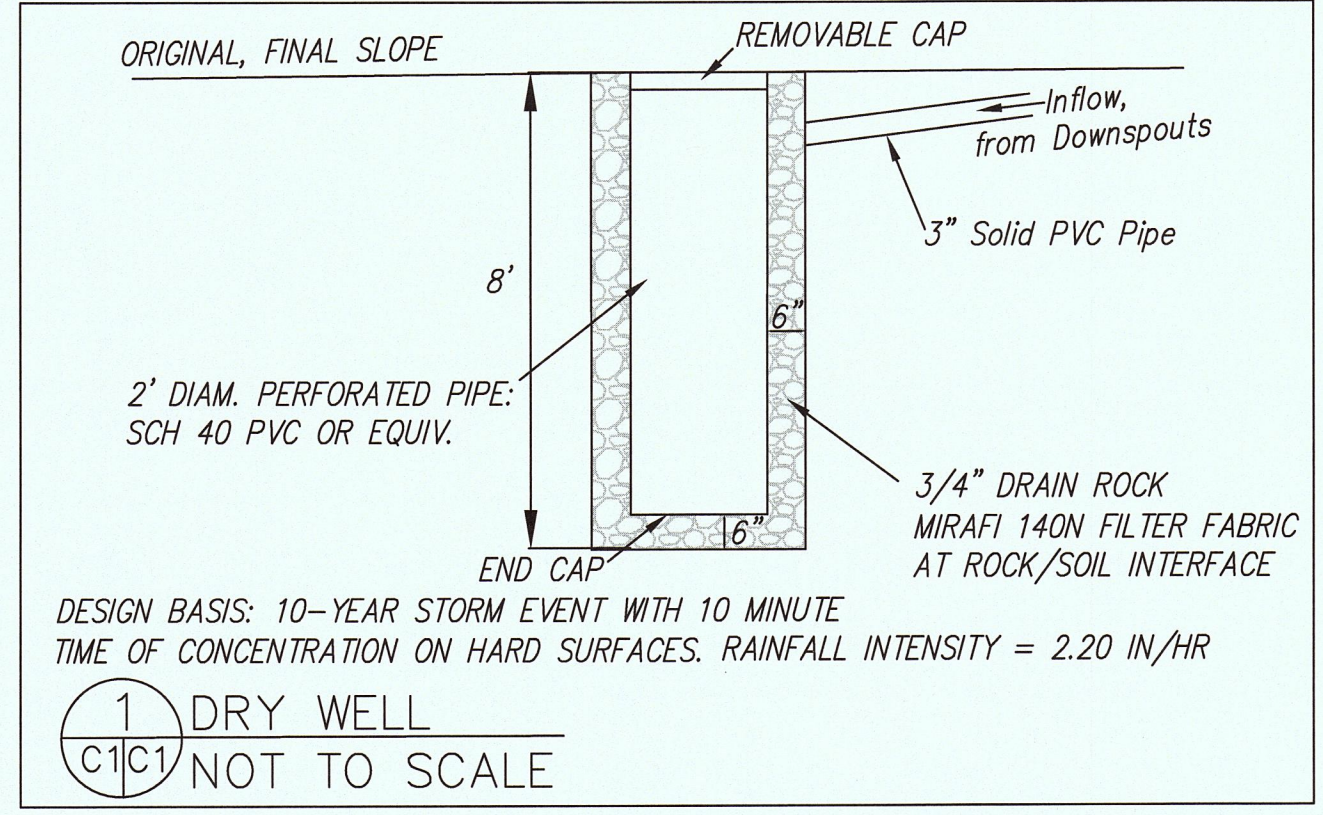 ORIGINAL, FINAL SLOPE
REMOVABLE CAP
Inflow,
from Downspouts
3" Solid PVC Pipe
8'
6"
2' DIAM. PERFORATED PIPE:
SCH 40 PVC OR EQUIV.
3/4" DRAIN ROCK
MIRAFI 140N FILTER FABRIC
AT ROCK/SOIL INTERFACE
6"
END CAP
DESIGN BASIS: 10-YEAR STORM EVENT WITH 10 MINUTE
TIME OF CONCENTRATION ON HARD SURFACES. RAINFALL INTENSITY = 2.20 IN/HR
1
DRY WELL
C1 C1
NOT TO SCALE